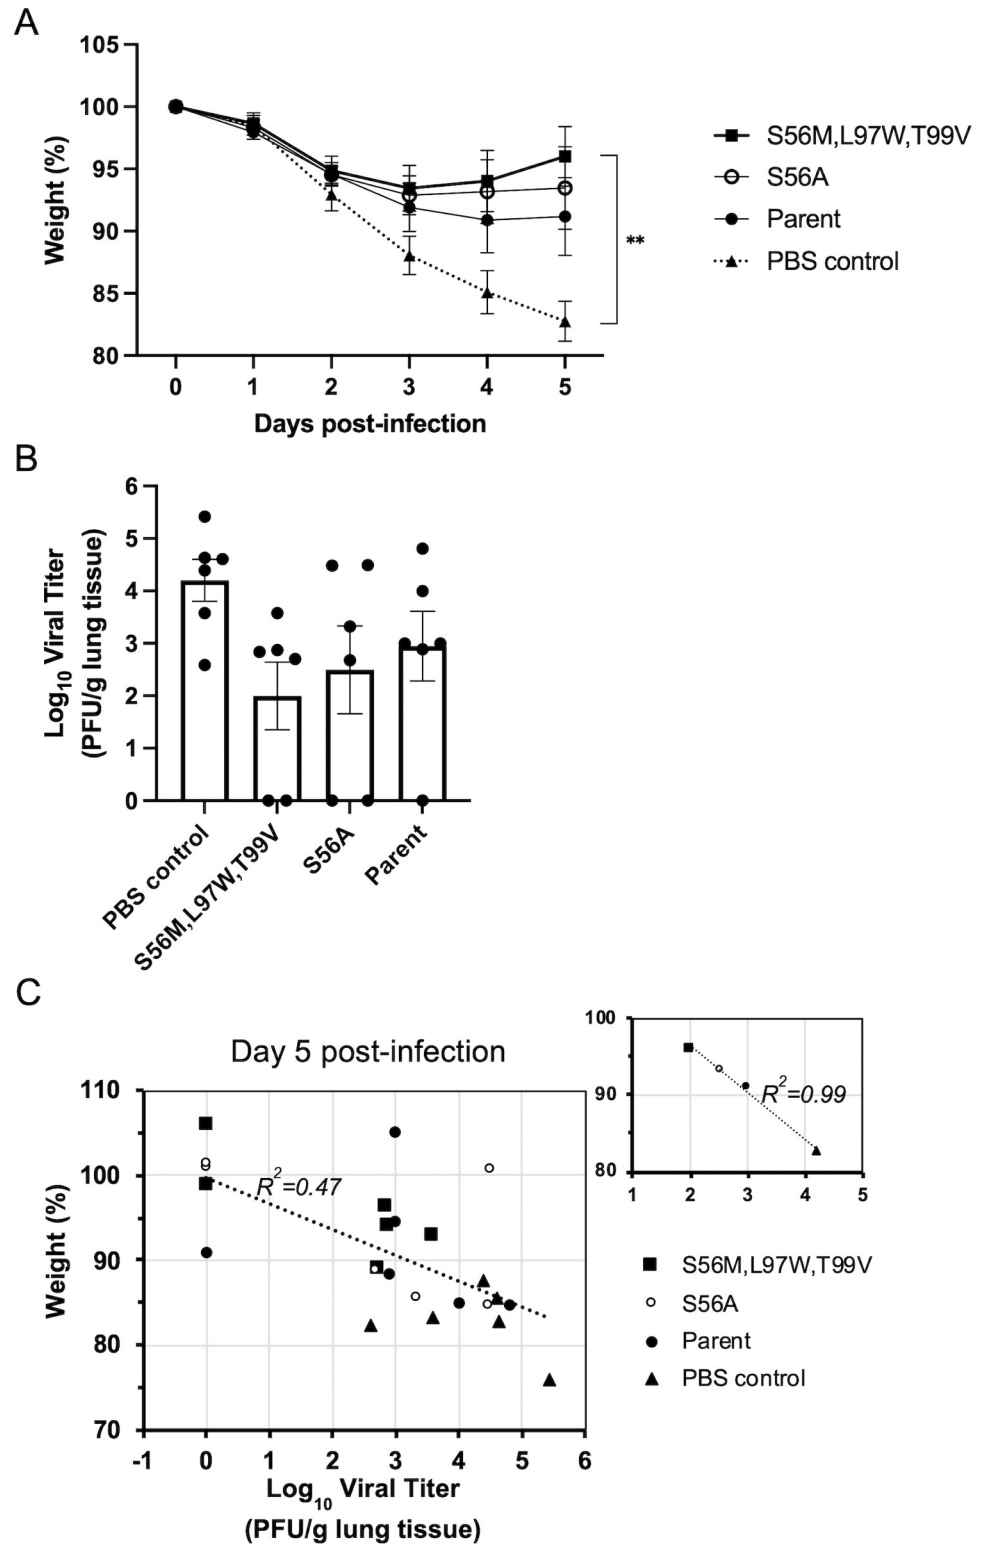 A
105
100
95
90
85
80
Weight (%)
0 1 2 3 4 5
Days post-infection
S56M,L97W,T99V
S56A
Parent
PBS control
**
B
6
5
4
3
2
1
0
Log10 Viral Titer
(PFU/g lung tissue)
PBS control
S56M,L97W,T99V
S56A
Parent
C
Day 5 post-infection
110
100
90
80
70
Weight (%)
R2=0.47
-1 0 1 2 3 4 5 6
Log10 Viral Titer
(PFU/g lung tissue)
100
90
80
R2=0.99
1 2 3 4 5
S56M,L97W,T99V
S56A
Parent
PBS control